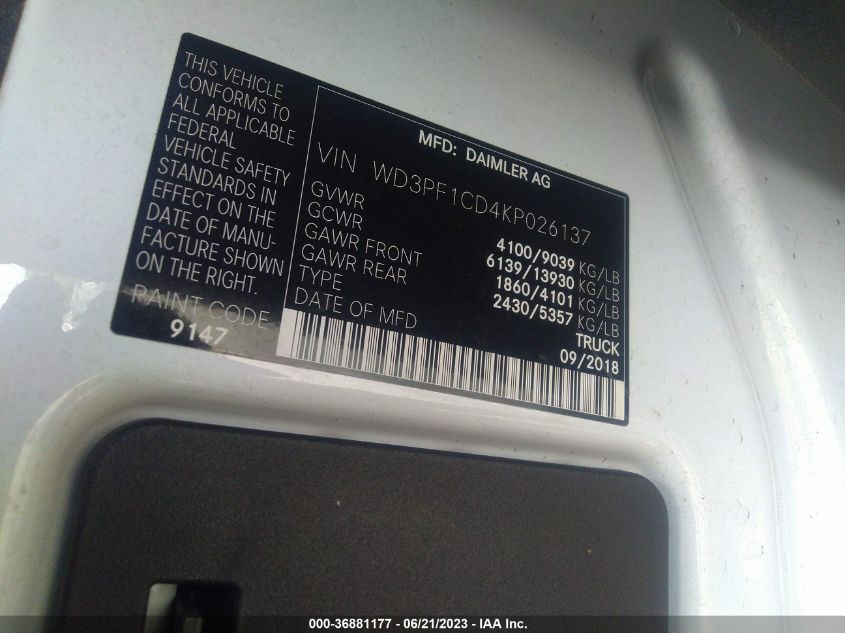 THIS VEHICLE
CONFORMS TO
ALL APPLICABLE
FEDERAL
VEHICLE SAFETY
STANDARDS IN
EFFECT ON THE
DATE OF MANU-
FACTURE SHOWN
ON THE RIGHT.
PAINT CODE
9147
MFD: DAIMLER AG
VIN WD3PF1CD4KP026137
GVWR 4100/9039 KG/LB
GCWR 6139/13930 KG/LB
GAWR FRONT 1860/4101 KG/LB
GAWR REAR 2430/5357 KG/LB
TYPE TRUCK
DATE OF MFD 09/2018
000-36881177 - 06/21/2023 - IAA Inc.